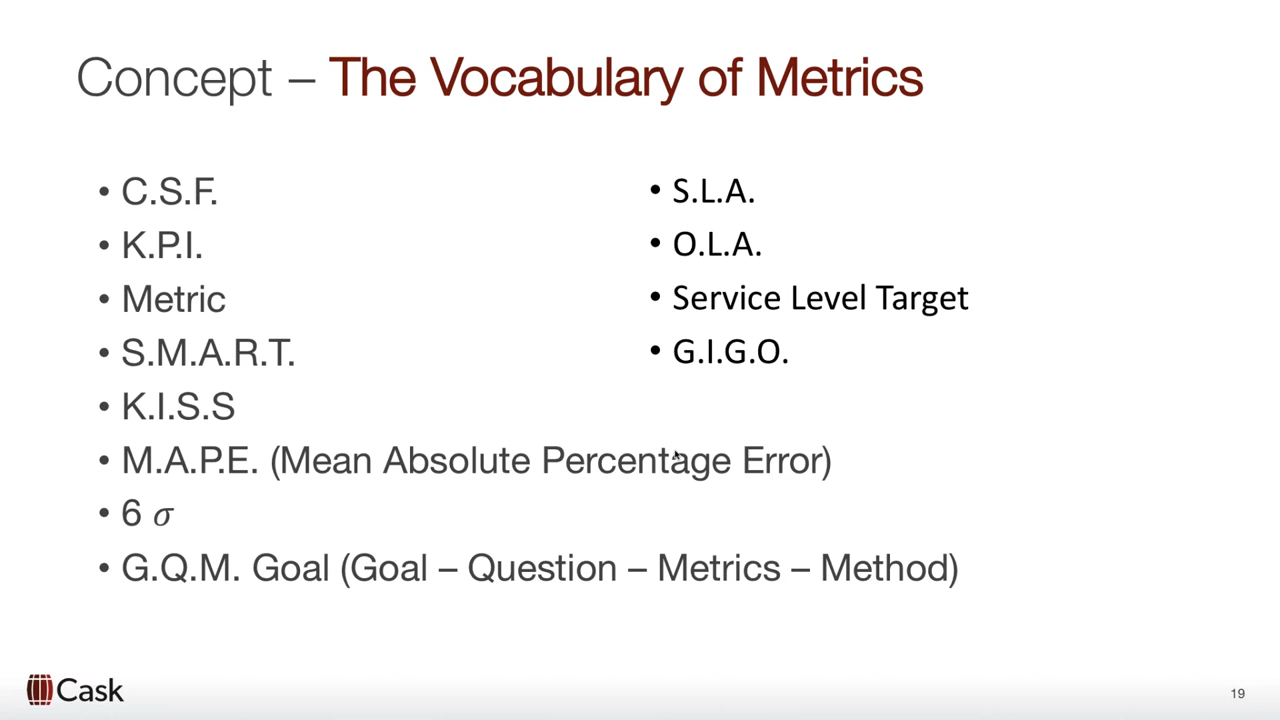 Concept – The Vocabulary of Metrics
• C.S.F.
• K.P.I.
• Metric
• S.M.A.R.T.
• K.I.S.S
• M.A.P.E. (Mean Absolute Percentage Error)
• 6 σ
• G.Q.M. Goal (Goal – Question – Metrics – Method)
• S.L.A.
• O.L.A.
• Service Level Target
• G.I.G.O.
Cask
19